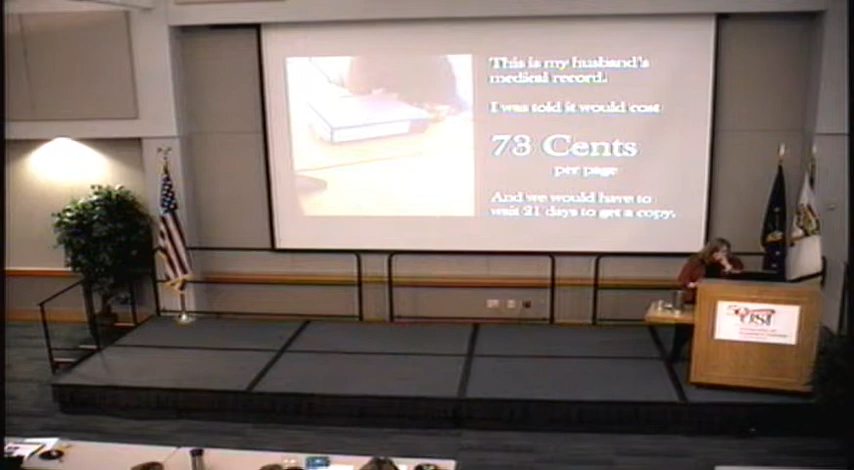 This is my husband's
medical record.
I was told it would cost
73 Cents
per page
And we would have to
wait 21 days to get a copy.
USI